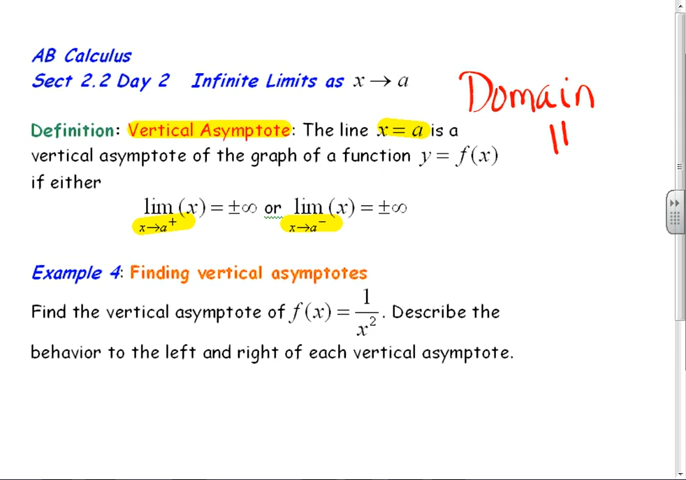 AB Calculus
Sect 2.2 Day 2 Infinite Limits as x → a
Domain
Definition: Vertical Asymptote: The line x = a is a
vertical asymptote of the graph of a function y = f(x)
if either
lim (x) = ±∞ or lim (x) = ±∞
x→a⁺ x→a⁻
Example 4: Finding vertical asymptotes
Find the vertical asymptote of f(x) = 1/x². Describe the
behavior to the left and right of each vertical asymptote.